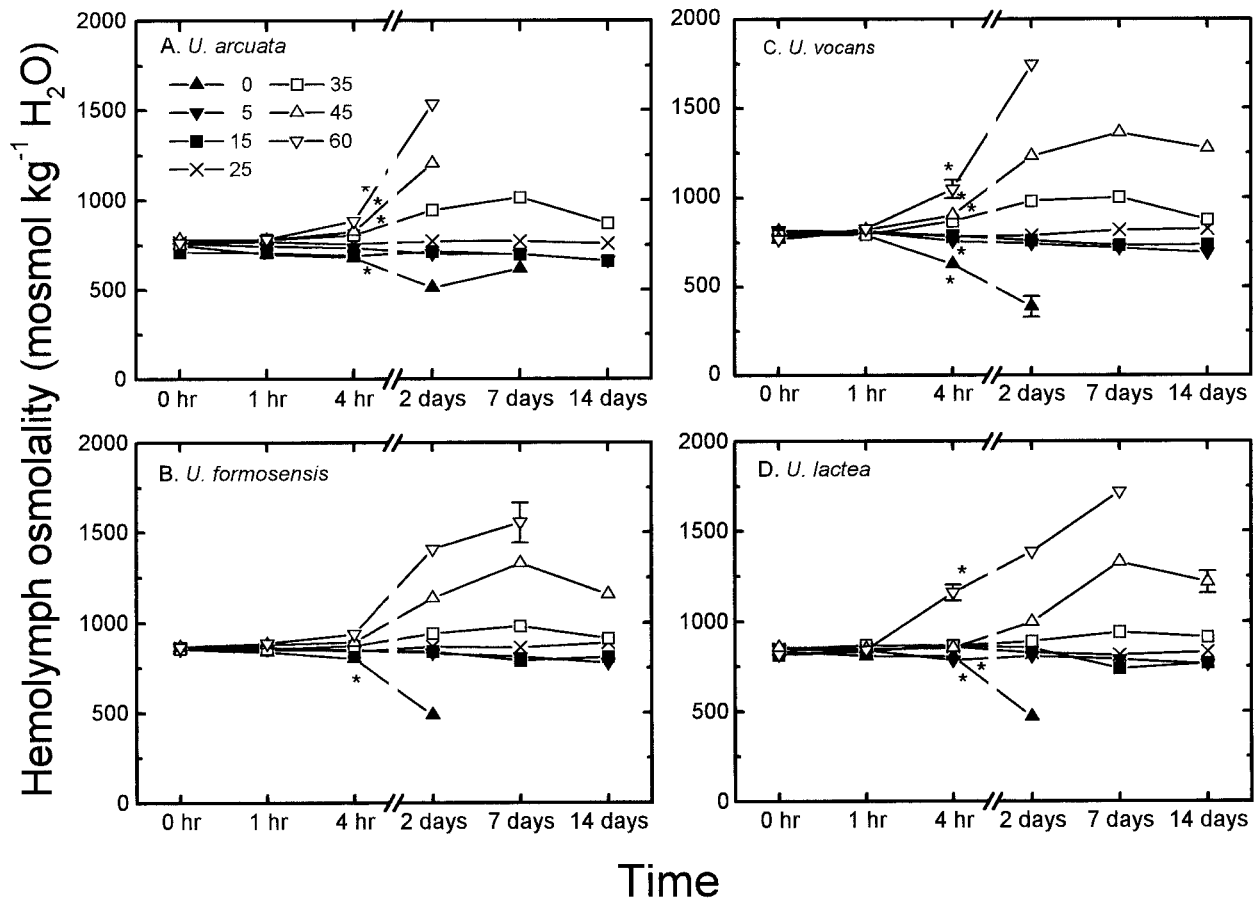 Hemolymph osmolality (mosmol kg⁻¹ H₂O)
A. U. arcuata
0 35
5 45
15 60
25
2000
1500
1000
500
0
0 hr 1 hr 4 hr 2 days 7 days 14 days
C. U. vocans
2000
1500
1000
750
500
0
0 hr 1 hr 4 hr 2 days 7 days 14 days
B. U. formosensis
2000
1500
1000
500
0
0 hr 1 hr 4 hr 2 days 7 days 14 days
D. U. lactea
2000
1500
1000
500
0
0 hr 1 hr 4 hr 2 days 7 days 14 days
Time